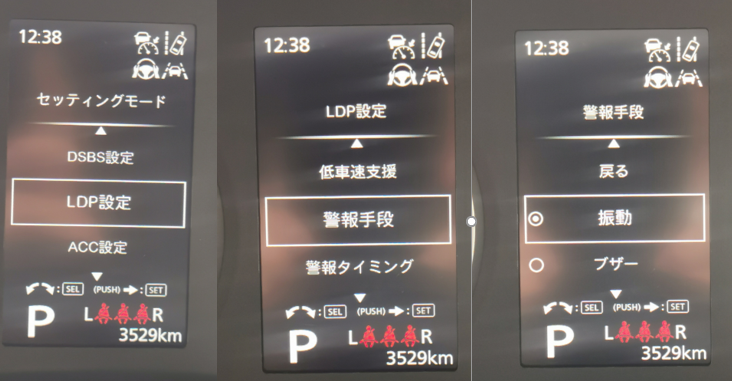 12:38
セッティングモード
DSBS設定
LDP設定
ACC設定
:SEL (PUSH) :SET
P L R
3529km
12:38
LDP設定
低車速支援
警報手段
警報タイミング
:SEL (PUSH) :SET
P L R
3529km
12:38
警報手段
戻る
振動
ブザー
:SEL (PUSH) :SET
P L R
3529km